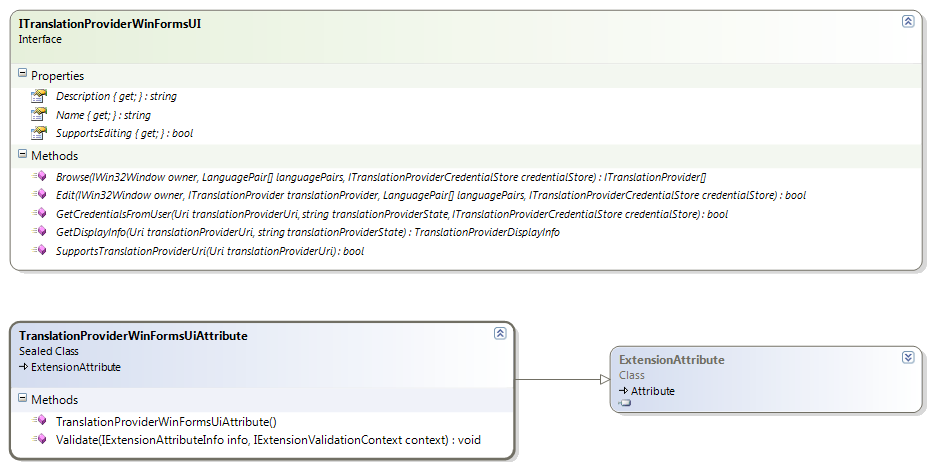 ITranslationProviderWinFormsUI
Interface
Properties
Description { get; } : string
Name { get; } : string
SupportsEditing { get; } : bool
Methods
Browse(IWin32Window owner, LanguagePair[] languagePairs, ITranslationProviderCredentialStore credentialStore) : ITranslationProvider[]
Edit(IWin32Window owner, ITranslationProvider translationProvider, LanguagePair[] languagePairs, ITranslationProviderCredentialStore credentialStore) : bool
GetCredentialsFromUser(Uri translationProviderUri, string translationProviderState, ITranslationProviderCredentialStore credentialStore) : bool
GetDisplayInfo(Uri translationProviderUri, string translationProviderState) : TranslationProviderDisplayInfo
SupportsTranslationProviderUri(Uri translationProviderUri) : bool
TranslationProviderWinFormsUiAttribute
Sealed Class
ExtensionAttribute
Methods
TranslationProviderWinFormsUiAttribute()
Validate(IExtensionAttributeInfo info, IExtensionValidationContext context) : void
ExtensionAttribute
Class
Attribute